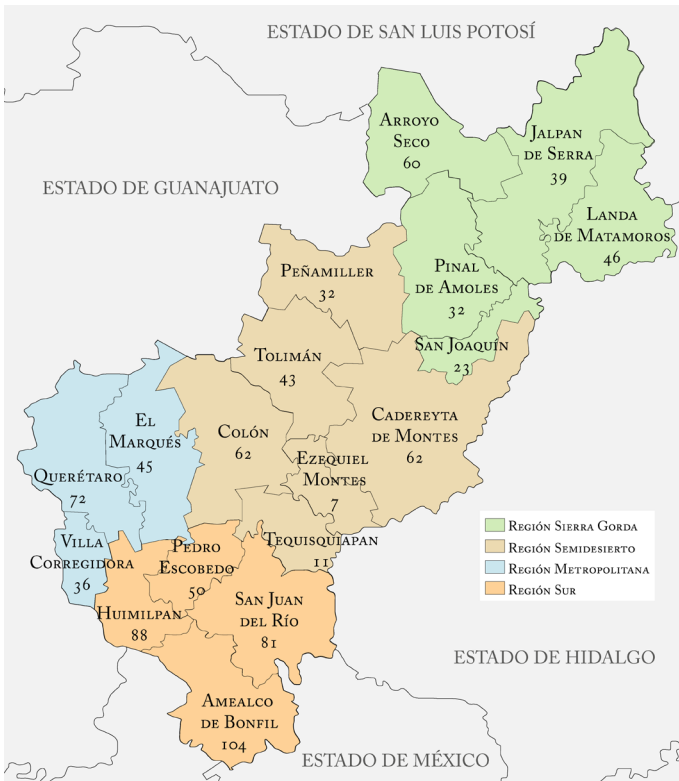 ESTADO DE SAN LUIS POTOSÍ
ARROYO
SECO
60
JALPAN
DE SERRA
39
ESTADO DE GUANAJUATO
LANDA
DE MATAMOROS
46
PEÑAMILLER
32
PINAL
DE AMOLES
32
SAN JOAQUÍN
23
TOLIMÁN
43
CADEREYTA
DE MONTES
62
EL
MARQUÉS
45
COLÓN
62
EZEQUIEL
MONTES
7
QUERÉTARO
72
VILLA
CORREGIDORA
36
PEDRO
ESCOBEDO
50
TEQUISQUIAPAN
11
HUIMILPAN
88
SAN JUAN
DEL RÍO
81
AMEALCO
DE BONFIL
104
REGIÓN SIERRA GORDA
REGIÓN SEMIDESIERTO
REGIÓN METROPOLITANA
REGIÓN SUR
ESTADO DE HIDALGO
ESTADO DE MÉXICO